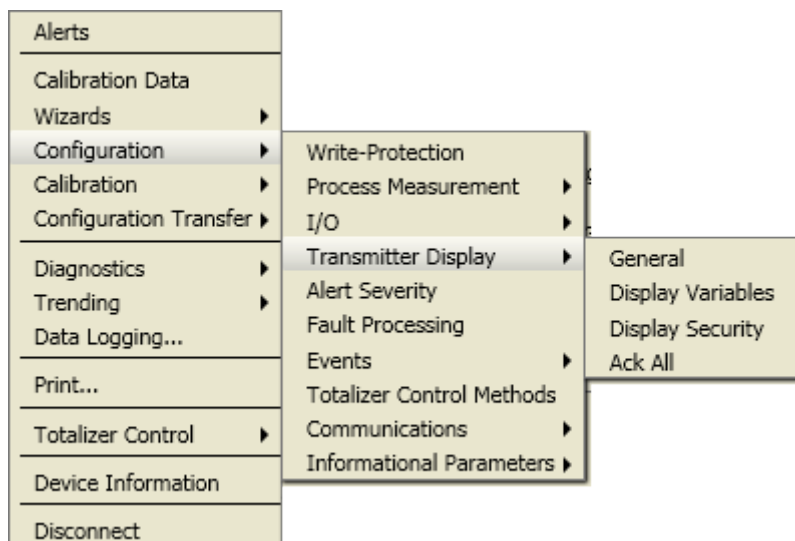 Alerts
Calibration Data
Wizards
Configuration
Calibration
Configuration Transfer
Diagnostics
Trending
Data Logging...
Print...
Totalizer Control
Device Information
Disconnect
Write-Protection
Process Measurement
I/O
Transmitter Display
Alert Severity
Fault Processing
Events
Totalizer Control Methods
Communications
Informational Parameters
General
Display Variables
Display Security
Ack All